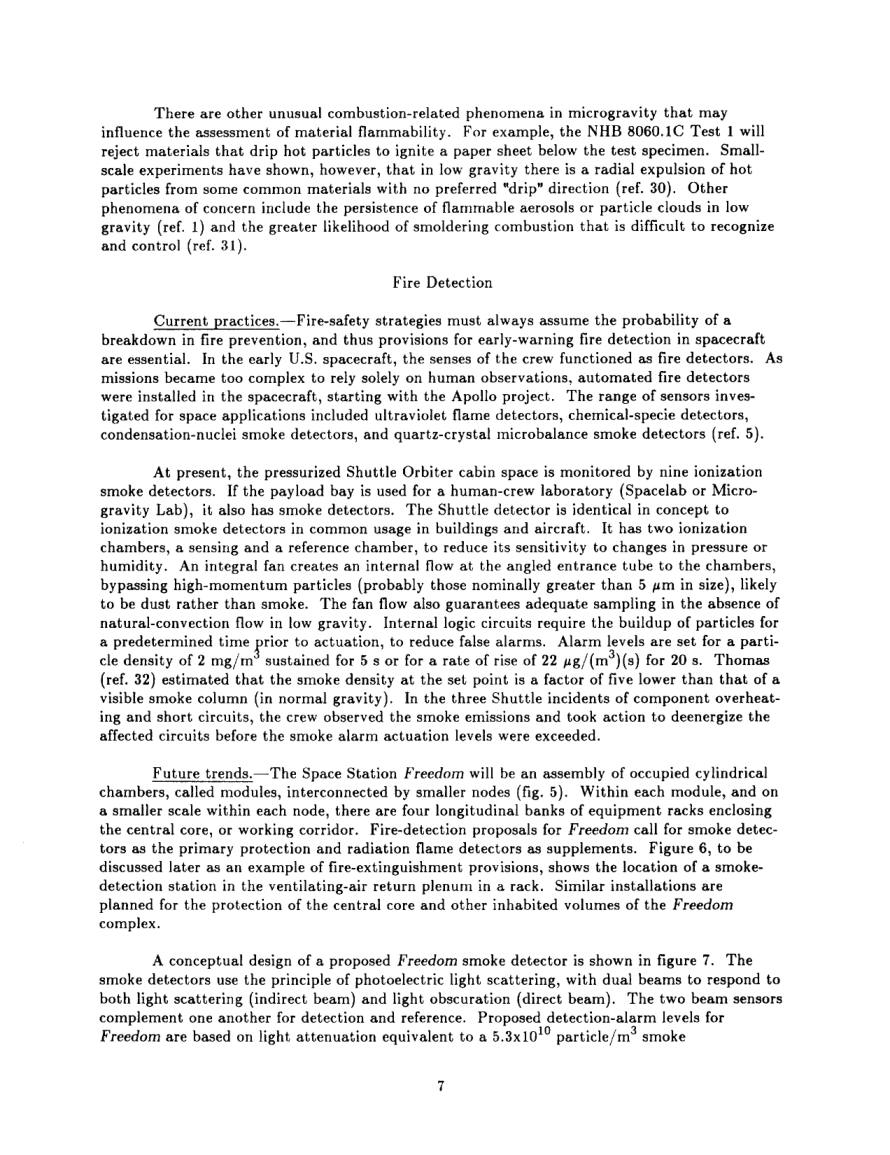 There are other unusual combustion-related phenomena in microgravity that may
influence the assessment of material flammability. For example, the NHB 8060.1C Test 1 will
reject materials that drip hot particles to ignite a paper sheet below the test specimen. Small-
scale experiments have shown, however, that in low gravity there is a radial expulsion of hot
particles from some common materials with no preferred "drip" direction (ref. 30). Other
phenomena of concern include the persistence of flammable aerosols or particle clouds in low
gravity (ref. 1) and the greater likelihood of smoldering combustion that is difficult to recognize
and control (ref. 31).
Fire Detection
Current practices.—Fire-safety strategies must always assume the probability of a
breakdown in fire prevention, and thus provisions for early-warning fire detection in spacecraft
are essential. In the early U.S. spacecraft, the senses of the crew functioned as fire detectors. As
missions became too complex to rely solely on human observations, automated fire detectors
were installed in the spacecraft, starting with the Apollo project. The range of sensors inves-
tigated for space applications included ultraviolet flame detectors, chemical-specie detectors,
condensation-nuclei smoke detectors, and quartz-crystal microbalance smoke detectors (ref. 5).
At present, the pressurized Shuttle Orbiter cabin space is monitored by nine ionization
smoke detectors. If the payload bay is used for a human-crew laboratory (Spacelab or Micro-
gravity Lab), it also has smoke detectors. The Shuttle detector is identical in concept to
ionization smoke detectors in common usage in buildings and aircraft. It has two ionization
chambers, a sensing and a reference chamber, to reduce its sensitivity to changes in pressure or
humidity. An integral fan creates an internal flow at the angled entrance tube to the chambers,
bypassing high-momentum particles (probably those nominally greater than 5 μm in size), likely
to be dust rather than smoke. The fan flow also guarantees adequate sampling in the absence of
natural-convection flow in low gravity. Internal logic circuits require the buildup of particles for
a predetermined time prior to actuation, to reduce false alarms. Alarm levels are set for a parti-
cle density of 2 mg/m³ sustained for 5 s or for a rate of rise of 22 μg/(m³)(s) for 20 s. Thomas
(ref. 32) estimated that the smoke density at the set point is a factor of five lower than that of a
visible smoke column (in normal gravity). In the three Shuttle incidents of component overheat-
ing and short circuits, the crew observed the smoke emissions and took action to deenergize the
affected circuits before the smoke alarm actuation levels were exceeded.
Future trends.—The Space Station Freedom will be an assembly of occupied cylindrical
chambers, called modules, interconnected by smaller nodes (fig. 5). Within each module, and on
a smaller scale within each node, there are four longitudinal banks of equipment racks enclosing
the central core, or working corridor. Fire-detection proposals for Freedom call for smoke detec-
tors as the primary protection and radiation flame detectors as supplements. Figure 6, to be
discussed later as an example of fire-extinguishment provisions, shows the location of a smoke-
detection station in the ventilating-air return plenum in a rack. Similar installations are
planned for the protection of the central core and other inhabited volumes of the Freedom
complex.
A conceptual design of a proposed Freedom smoke detector is shown in figure 7. The
smoke detectors use the principle of photoelectric light scattering, with dual beams to respond to
both light scattering (indirect beam) and light obscuration (direct beam). The two beam sensors
complement one another for detection and reference. Proposed detection-alarm levels for
Freedom are based on light attenuation equivalent to a 5.3x10¹⁰ particle/m³ smoke
7